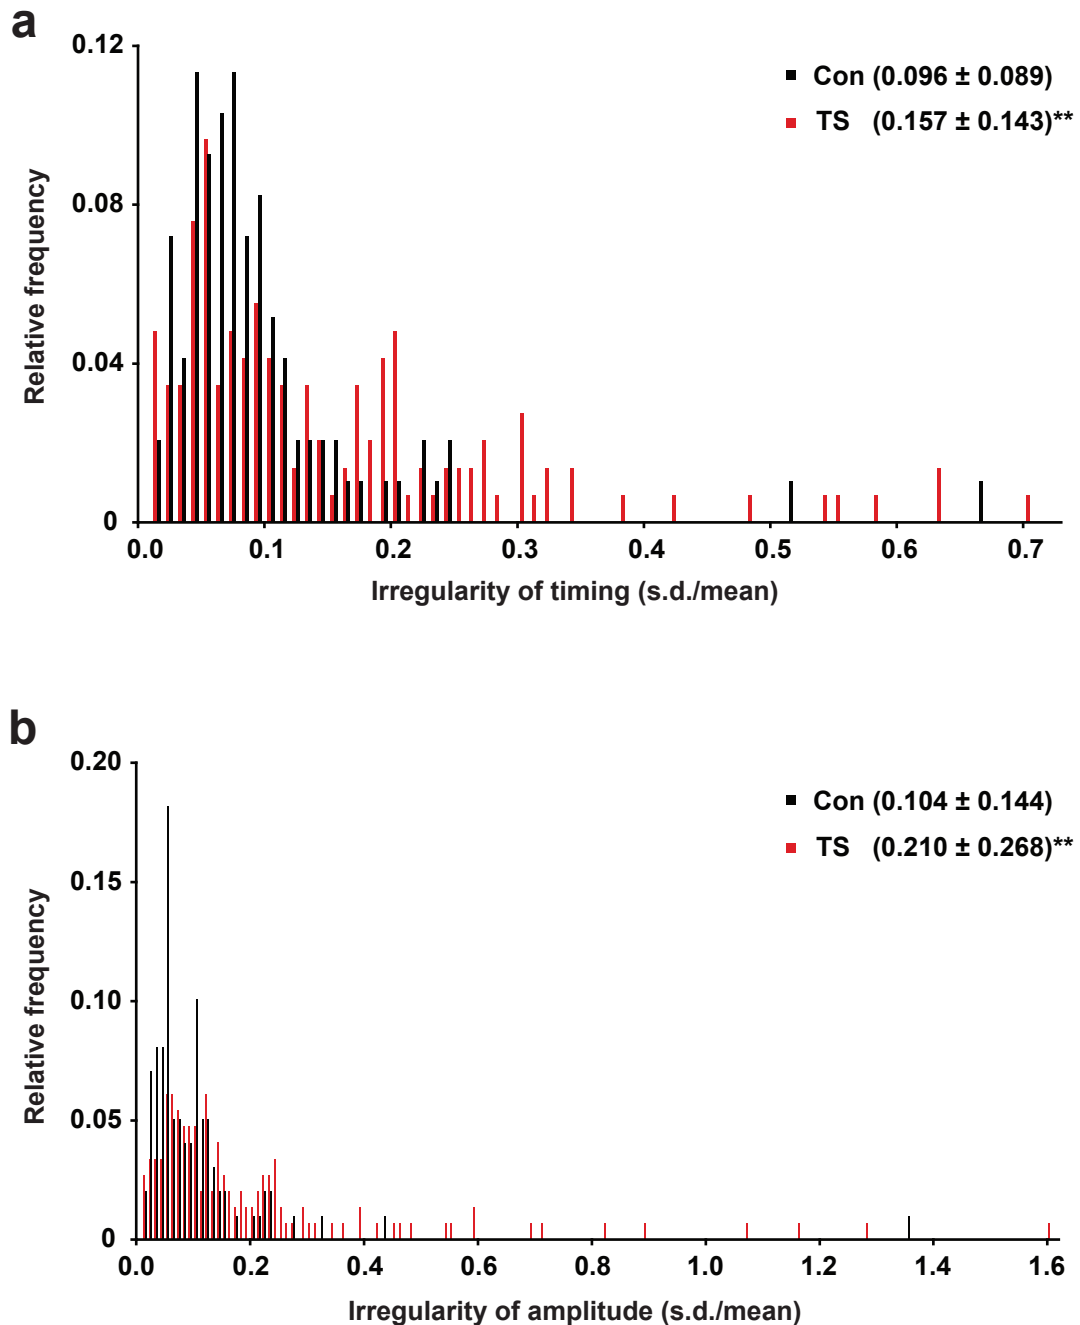 a
0.12
Con (0.096 ± 0.089)
TS (0.157 ± 0.143)**
0.08
Relative frequency
0.04
0
0.0 0.1 0.2 0.3 0.4 0.5 0.6 0.7
Irregularity of timing (s.d./mean)
b
0.20
Con (0.104 ± 0.144)
TS (0.210 ± 0.268)**
0.15
Relative frequency
0.10
0.05
0
0.0 0.2 0.4 0.6 0.8 1.0 1.2 1.4 1.6
Irregularity of amplitude (s.d./mean)